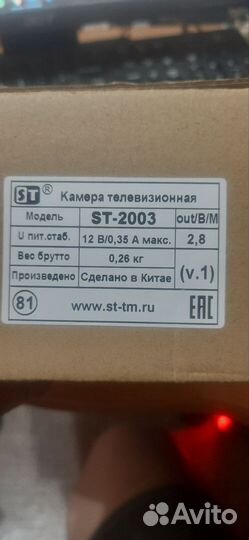 ST ® Камера телевизионная
Модель ST-2003 out/B/M
U пит.стаб. 12 В/0,35 А макс. 2,8
Вес брутто 0,26 кг (v.1)
Произведено Сделано в Китае
81 www.st-tm.ru EAC
Avito